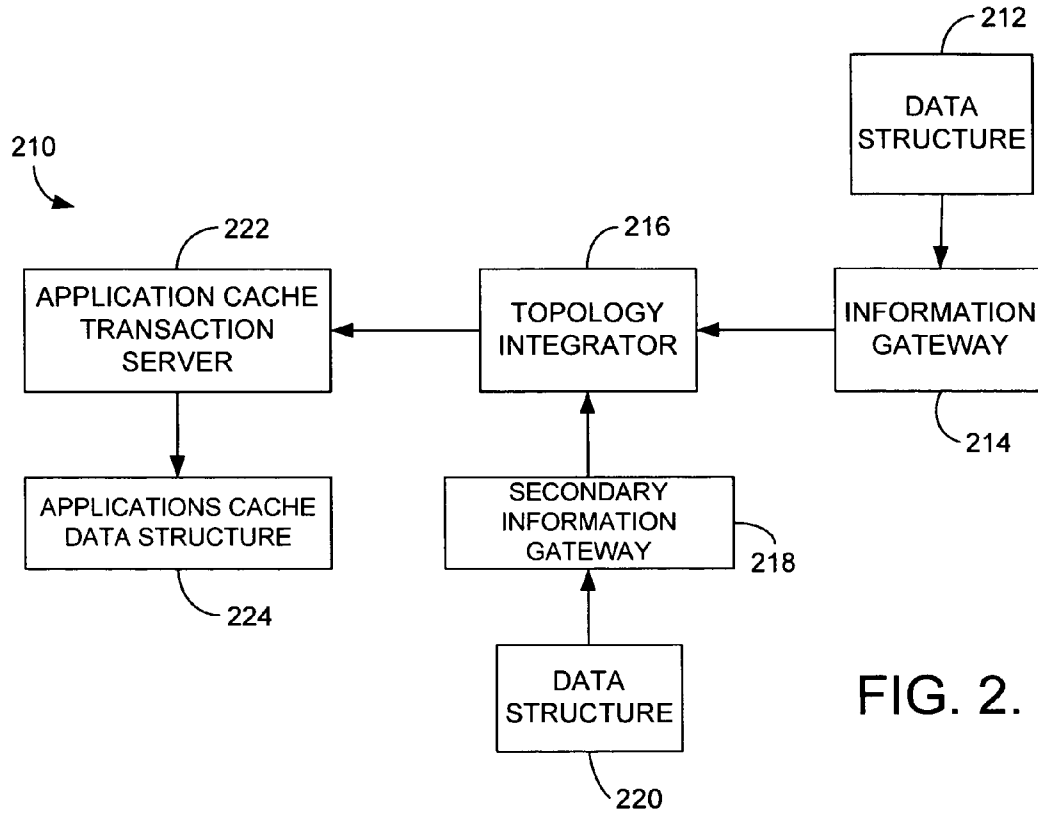 212
DATA
STRUCTURE
210
222
216
APPLICATION CACHE
TRANSACTION
SERVER
TOPOLOGY
INTEGRATOR
INFORMATION
GATEWAY
214
APPLICATIONS CACHE
DATA STRUCTURE
224
SECONDARY
INFORMATION
GATEWAY
218
DATA
STRUCTURE
220
FIG. 2.